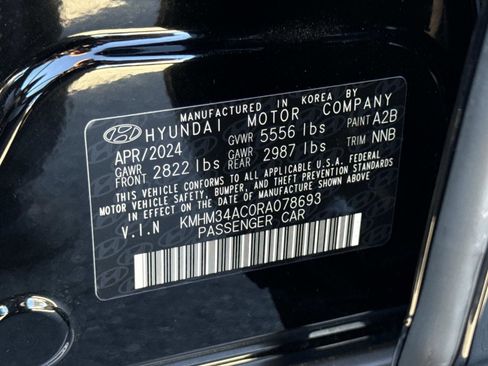 MANUFACTURED IN KOREA BY
HYUNDAI MOTOR COMPANY
APR/2024 GVWR 5556 lbs PAINT A2B
GAWR FRONT 2822 lbs GAWR REAR 2987 lbs TRIM NNB
THIS VEHICLE CONFORMS TO ALL APPLICABLE U.S.A. FEDERAL
MOTOR VEHICLE SAFETY, BUMPER, AND THEFT PREVENTION STANDARDS
IN EFFECT ON THE DATE OF MANUFACTURE SHOWN ABOVE.
V.I.N KMHM34AC0RA078693
PASSENGER CAR